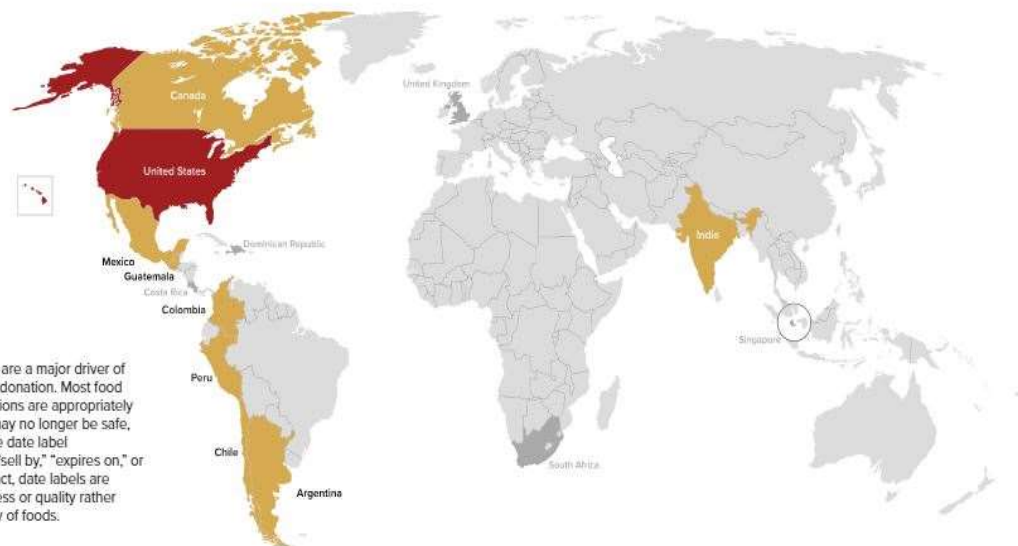 United Kingdom
Canada
United States
Dominican Republic
India
Mexico
Guatemala
Costa Rica
Colombia
Singapore
Peru
Chile
South Africa
Argentina
are a major driver of
donation. Most food
ions are appropriately
ay no longer be safe,
e date label
sell by,” “expires on,” or
ct, date labels are
ess or quality rather
y of foods.